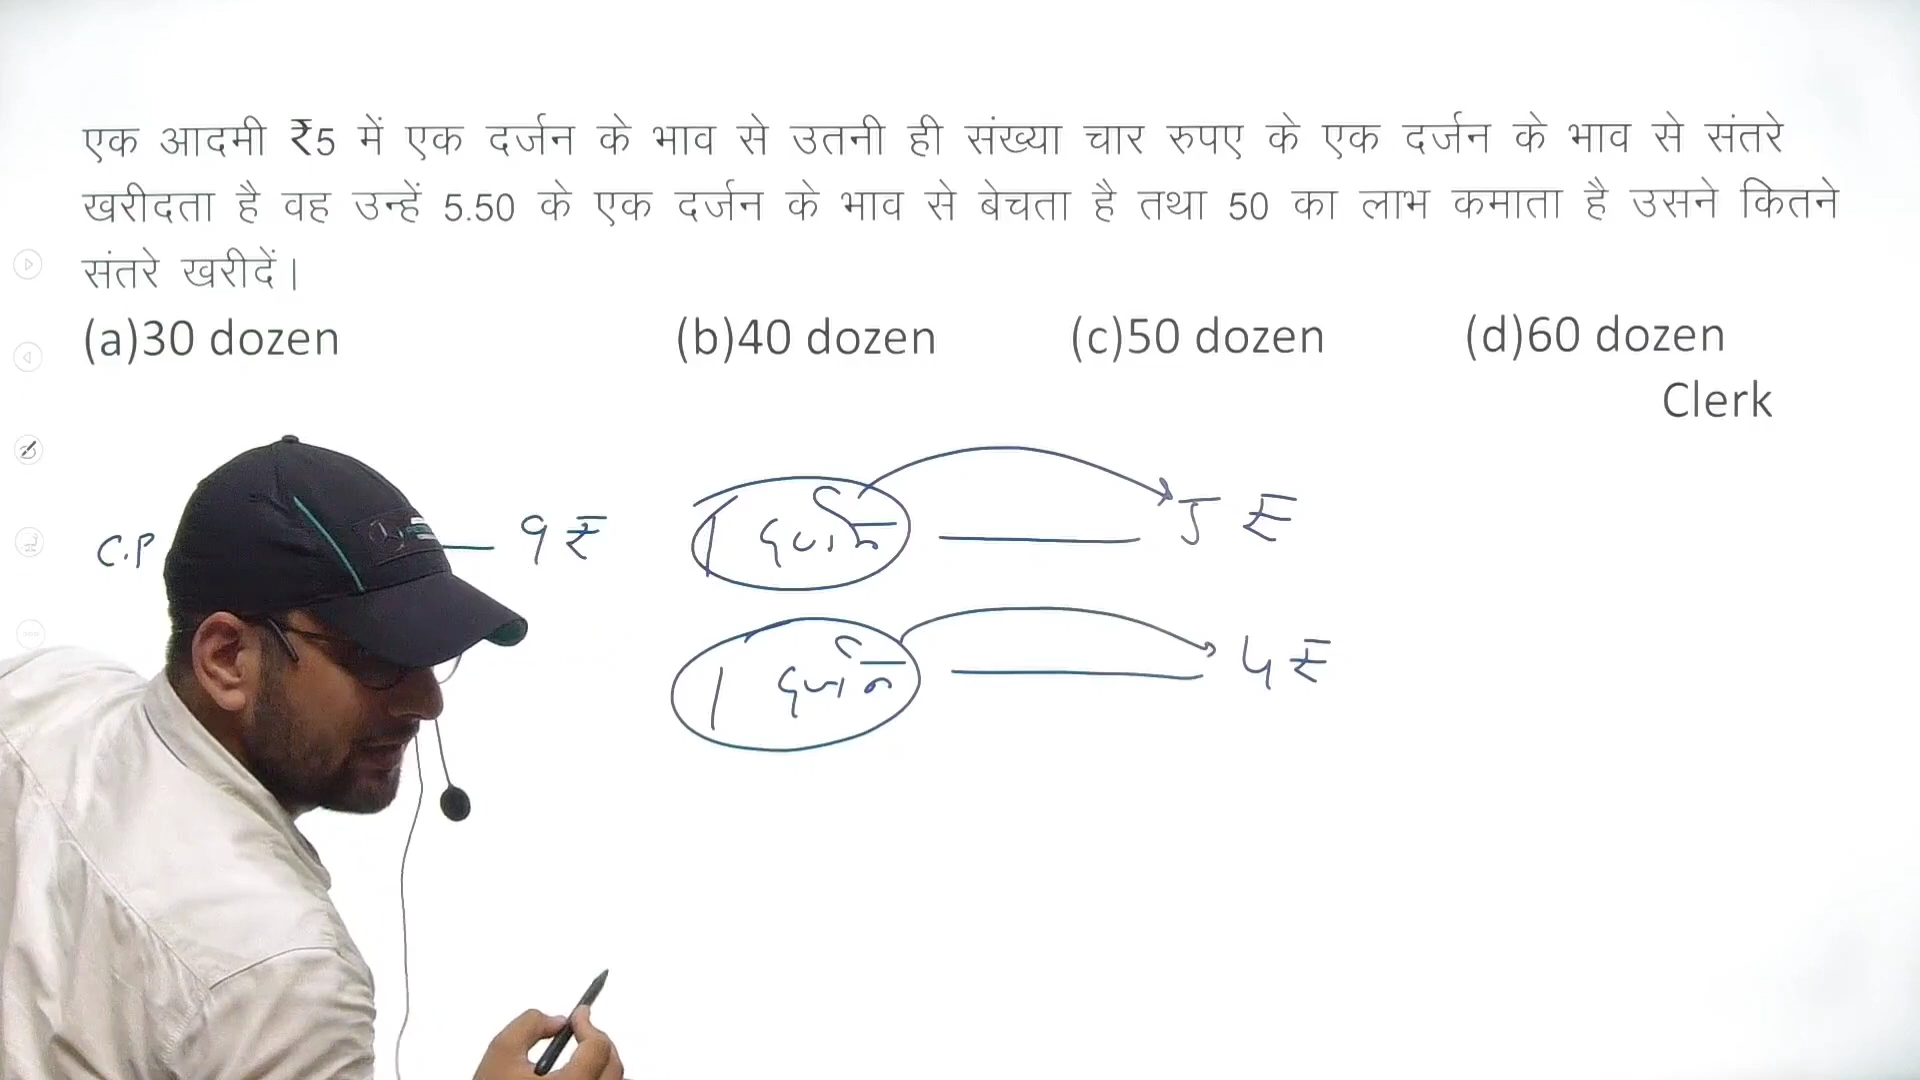 एक आदमी ₹5 में एक दर्जन के भाव से उतनी ही संख्या चार रुपए के एक दर्जन के भाव से संतरे
खरीदता है वह उन्हें 5.50 के एक दर्जन के भाव से बेचता है तथा 50 का लाभ कमाता है उसने कितने
संतरे खरीदें।
(a)30 dozen (b)40 dozen (c)50 dozen (d)60 dozen
Clerk
C.P 9 ₹ 1 दर्जन 5 ₹
1 दर्जन 4 ₹